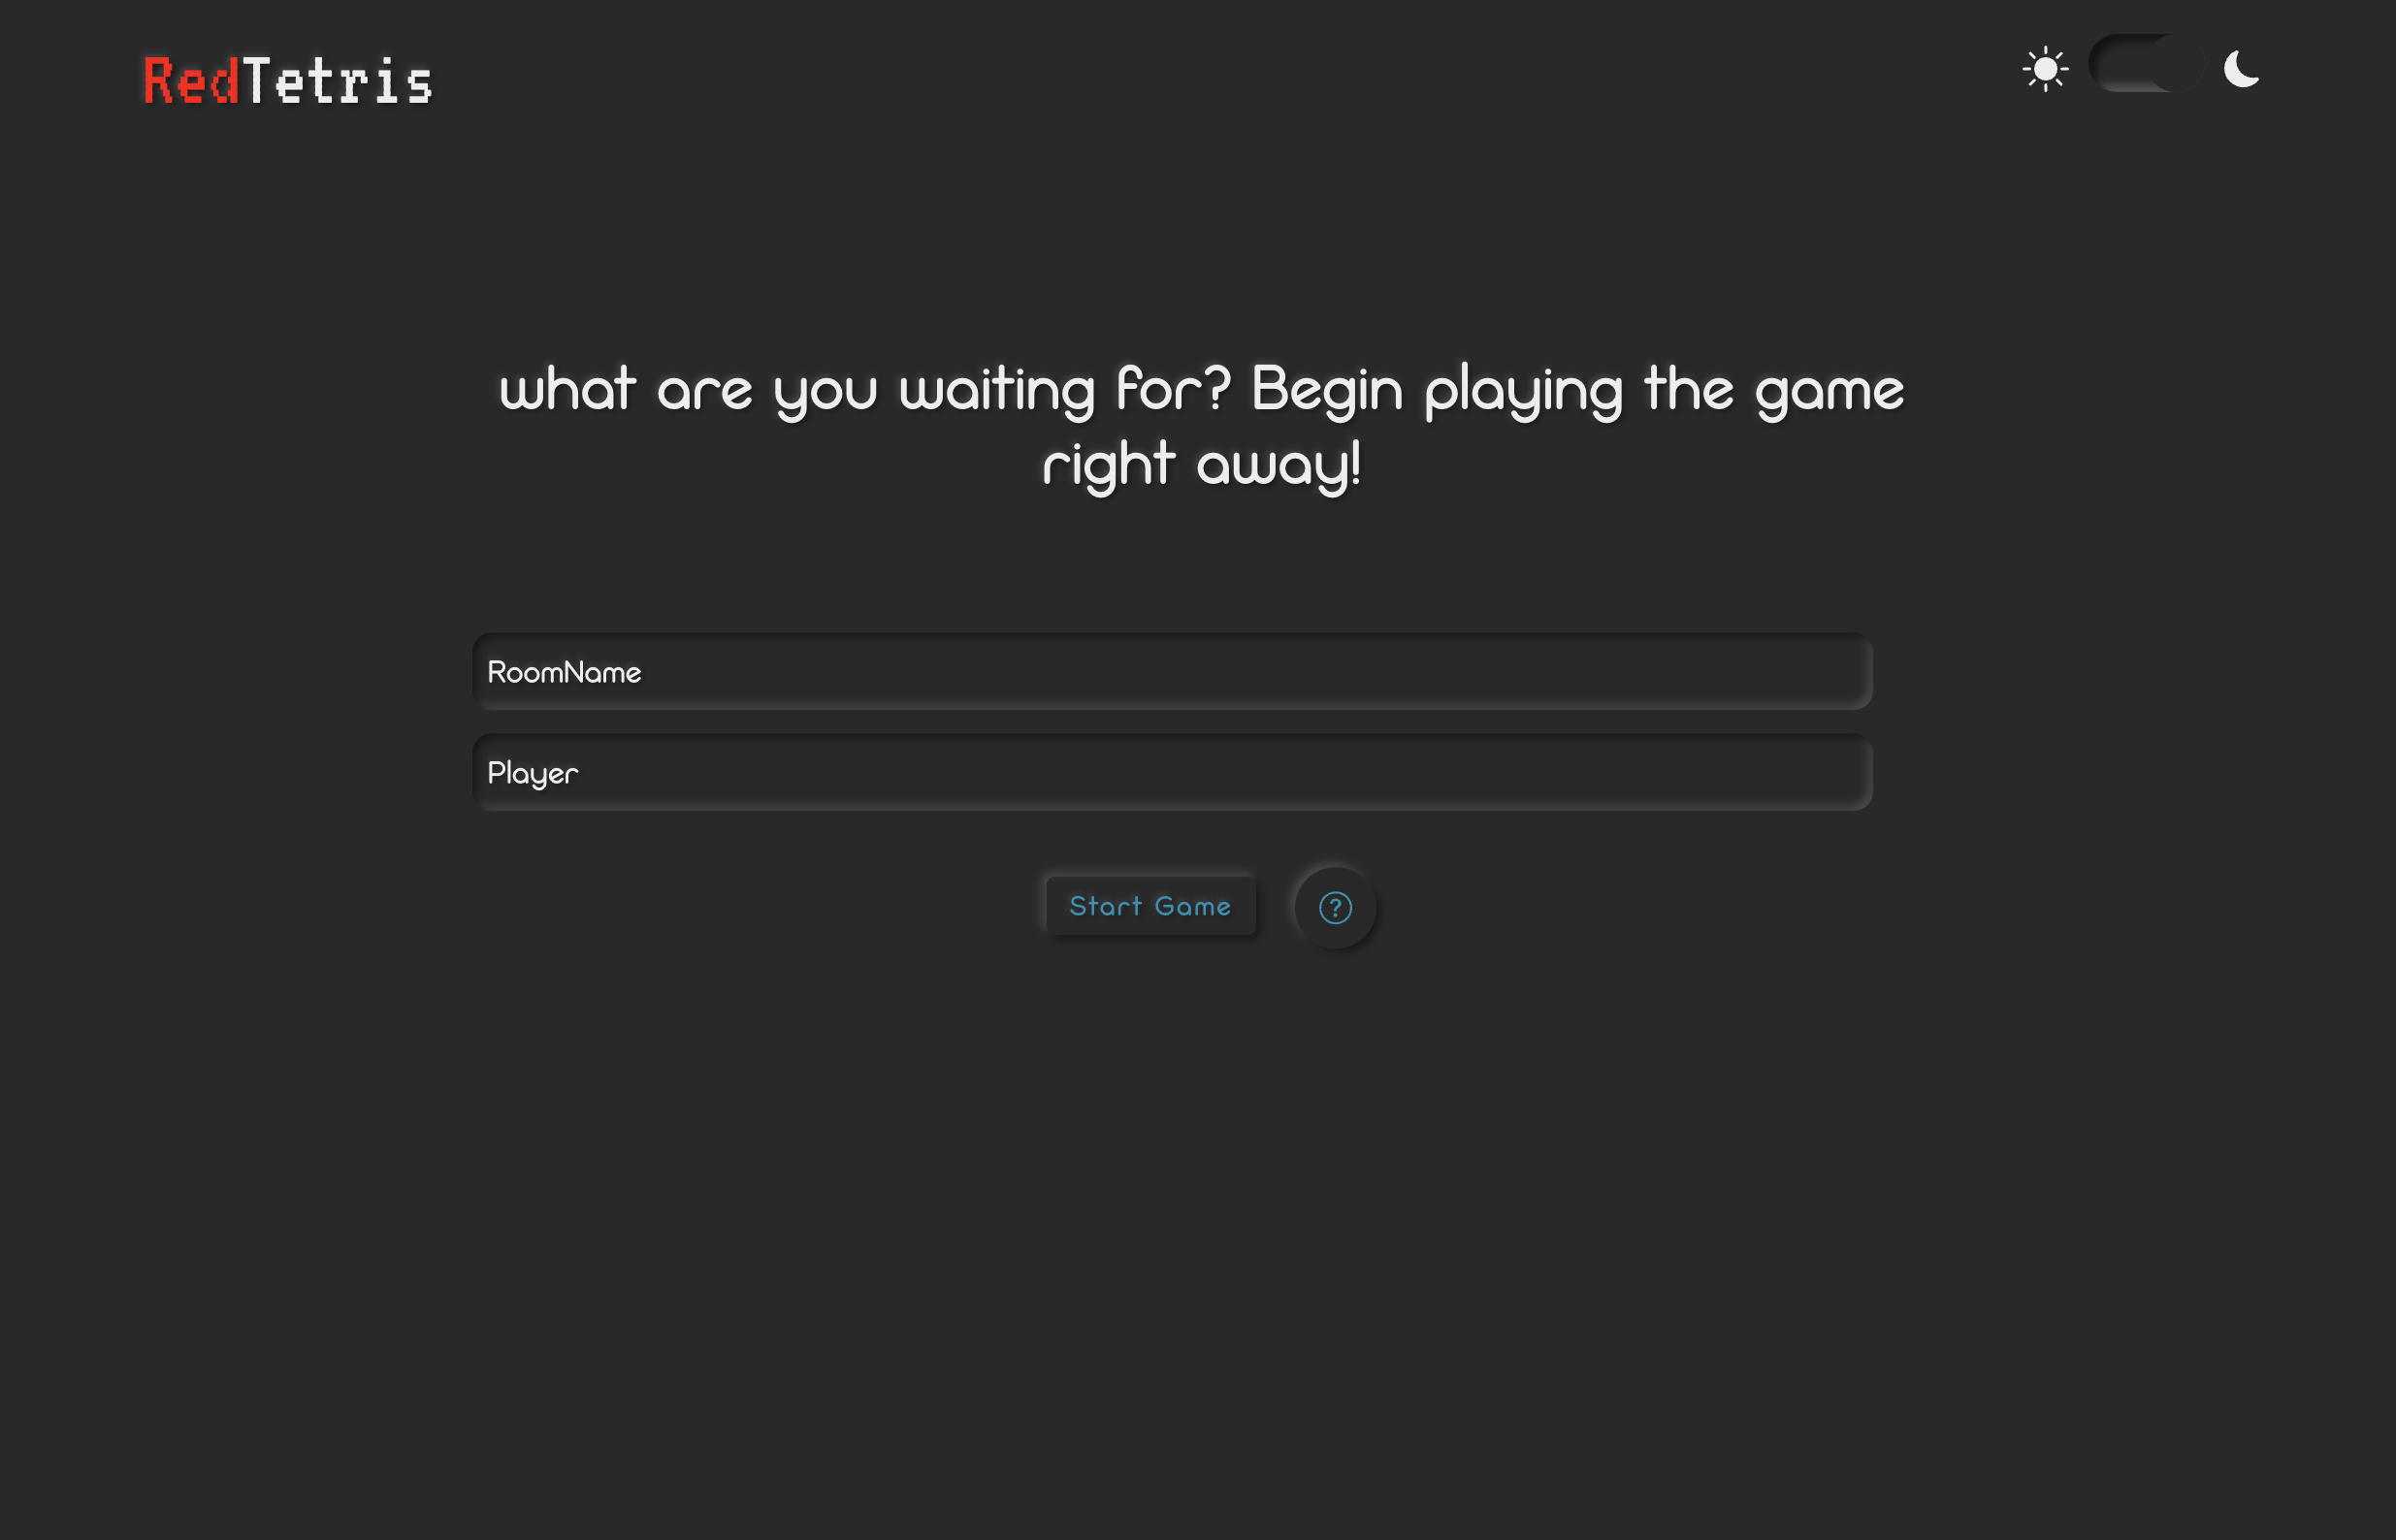 RedTetris
what are you waiting for? Begin playing the game
right away!
RoomName
Player
Start Game
?